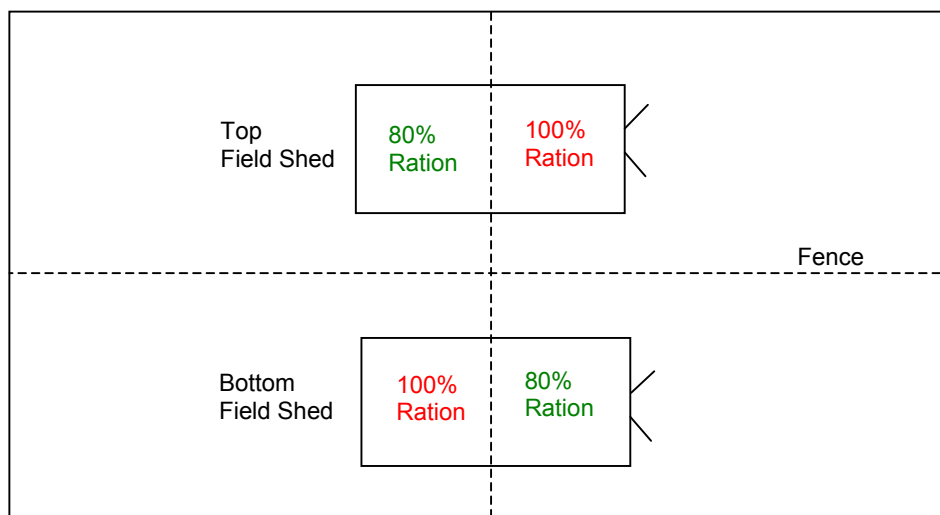 Top
Field Shed
80%
Ration
100%
Ration
Fence
Bottom
Field Shed
100%
Ration
80%
Ration